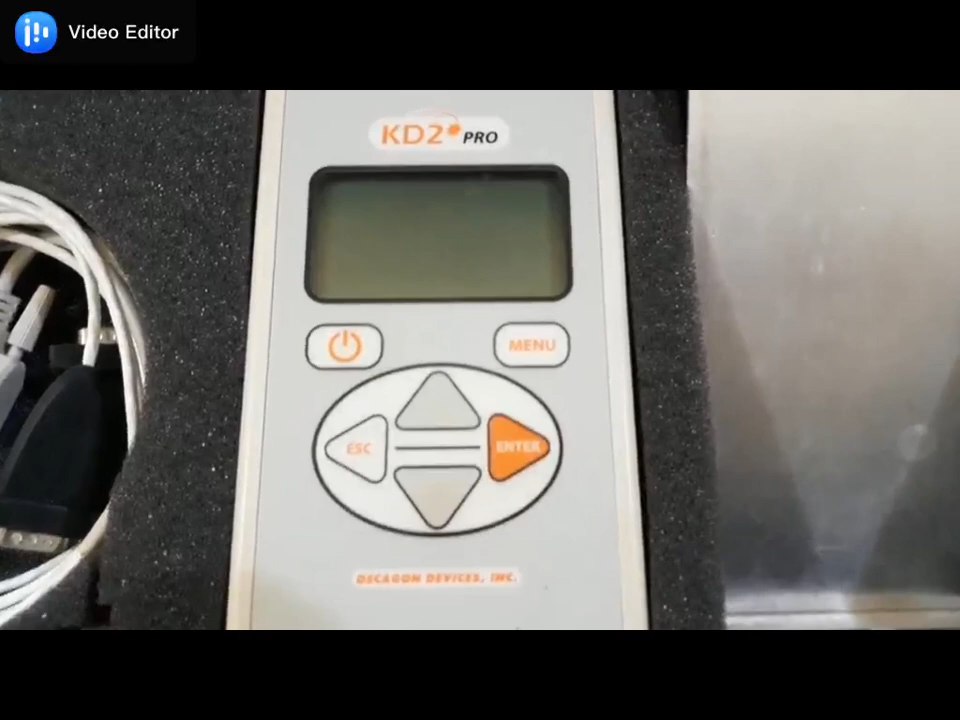 Video Editor
KD2 PRO
MENU
ESC
ENTER
DECAGON DEVICES, INC.